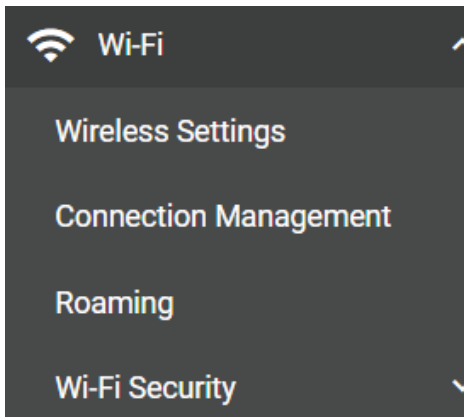 Wi-Fi
Wireless Settings
Connection Management
Roaming
Wi-Fi Security